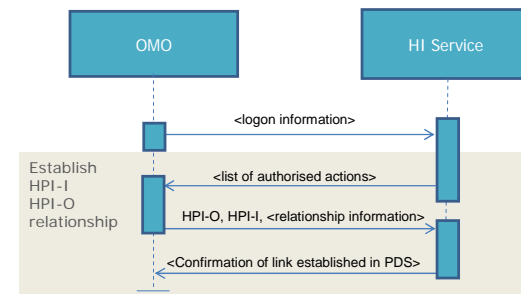 OMO
HI Service
<logon information>
Establish
HPI-I
HPI-O
relationship
<list of authorised actions>
HPI-O, HPI-I, <relationship information>
<Confirmation of link established in PDS>